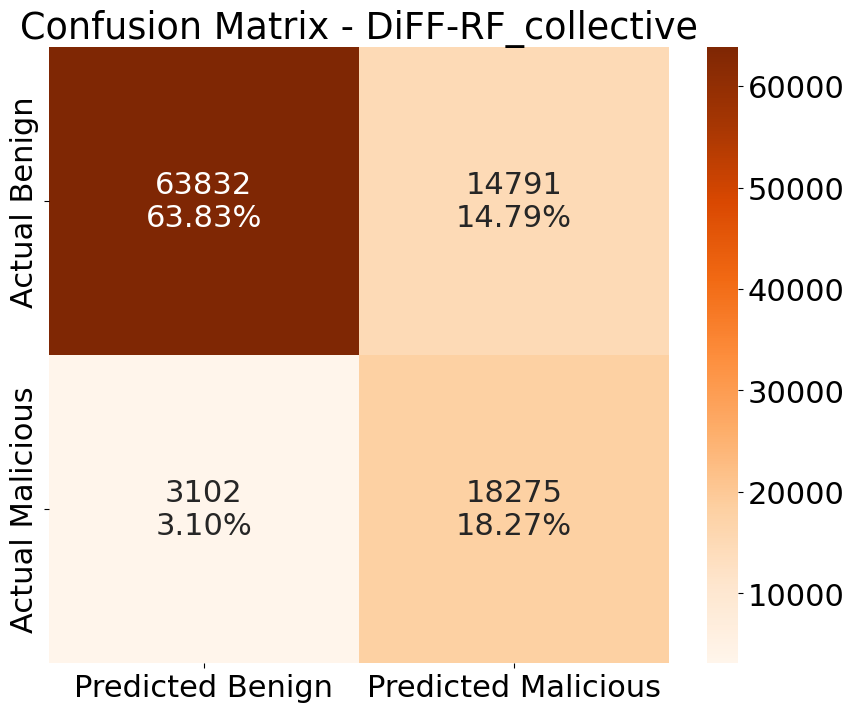 Confusion Matrix - DiFF-RF_collective
Actual Benign
63832
63.83%
14791
14.79%
Actual Malicious
3102
3.10%
18275
18.27%
Predicted Benign
Predicted Malicious
60000
50000
40000
30000
20000
10000